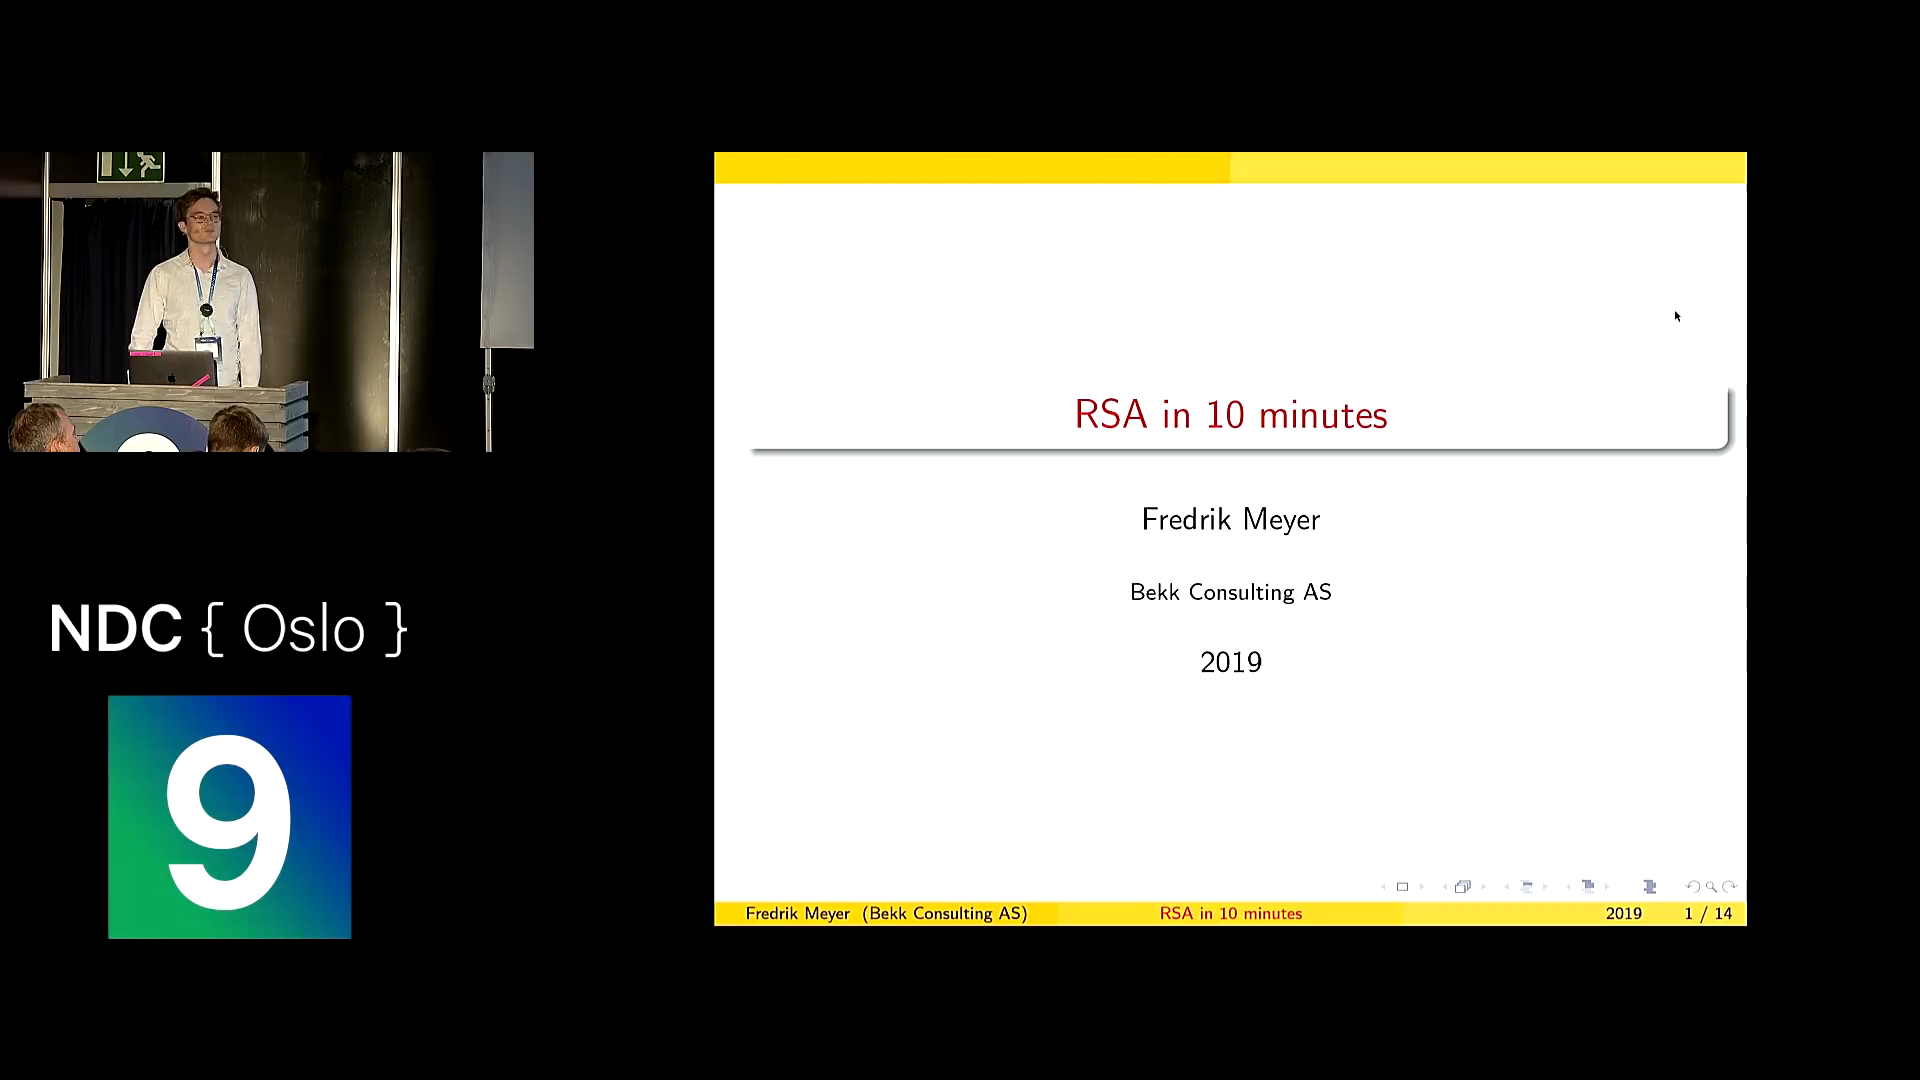 RSA in 10 minutes
Fredrik Meyer
Bekk Consulting AS
2019
Fredrik Meyer (Bekk Consulting AS) RSA in 10 minutes 2019 1 / 14
NDC { Oslo }
9